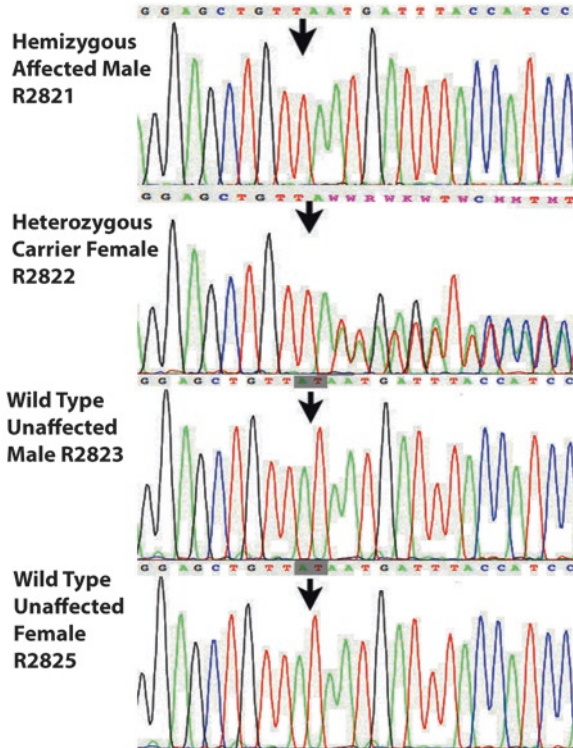 G G A G C T G T T A A T G A T T T A C C A T C C
Hemizygous
Affected Male
R2821
G G A G C T G T T A W W R W K W T W C M M T M T
Heterozygous
Carrier Female
R2822
G G A G C T G T T A T A A T G A T T T A C C A T C C
Wild Type
Unaffected
Male R2823
G G A G C T G T T A T A A T G A T T T A C C A T C C
Wild Type
Unaffected
Female
R2825